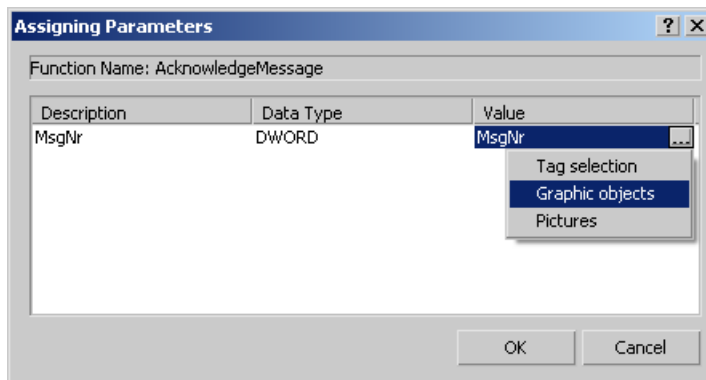 Assigning Parameters
Function Name: AcknowledgeMessage
Description Data Type Value
MsgNr DWORD MsgNr ...
Tag selection
Graphic objects
Pictures
OK Cancel